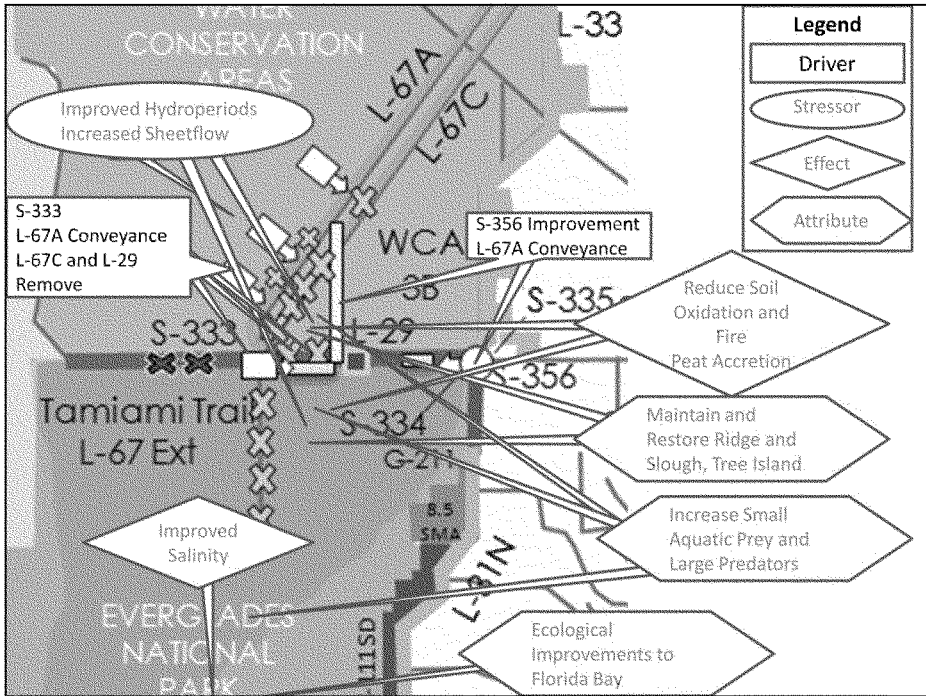 WATER
CONSERVATION
AREAS
L-33
L-67A
L-67C
Legend
Driver
Stressor
Effect
Attribute
Improved Hydroperiods
Increased Sheetflow
S-333
L-67A Conveyance
L-67C and L-29
Remove
S-356 Improvement
L-67A Conveyance
WCA
3B
S-335
Reduce Soil
Oxidation and
Fire
Peat Accretion
S-333
L-29
S-356
Tamiami Trail
L-67 Ext
S-334
G-211
Maintain and
Restore Ridge and
Slough, Tree Island
8.5
SMA
Increase Small
Aquatic Prey and
Large Predators
Improved
Salinity
L-31N
EVERGLADES
NATIONAL
PARK
L-111SD
Ecological
Improvements to
Florida Bay